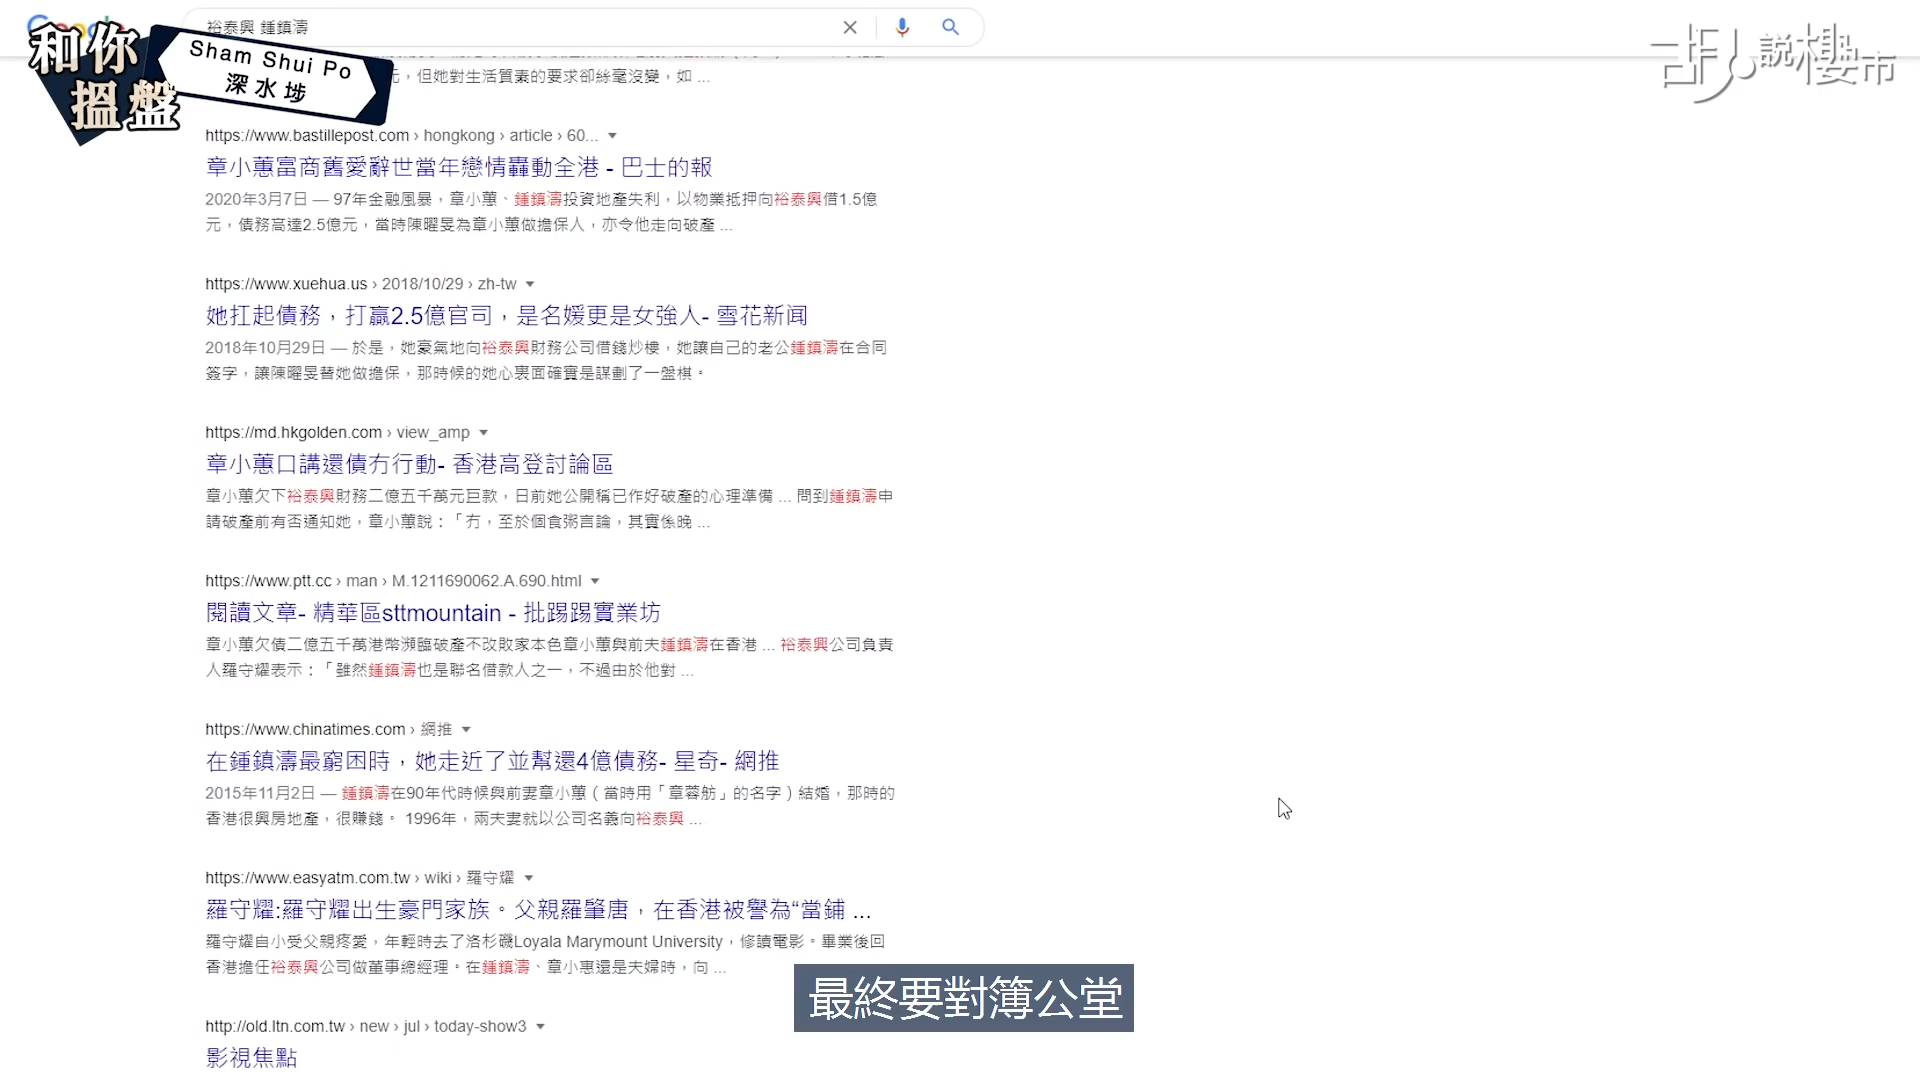 裕泰興 鍾鎮濤
和你
搵盤
Sham Shui Po
深水埗
胡‧說樓市
元，但她對生活質素的要求卻絲毫沒變，如 ...
https://www.bastillepost.com › hongkong › article › 60...
章小蕙富商舊愛辭世當年戀情轟動全港 - 巴士的報
2020年3月7日 — 97年金融風暴，章小蕙、鍾鎮濤投資地產失利，以物業抵押向裕泰興借1.5億
元，債務高達2.5億元，當時陳曜旻為章小蕙做擔保人，亦令他走向破產 ...
https://www.xuehua.us › 2018/10/29 › zh-tw
她扛起債務，打贏2.5億官司，是名媛更是女強人- 雪花新闻
2018年10月29日 — 於是，她豪氣地向裕泰興財務公司借錢炒樓，她讓自己的老公鍾鎮濤在合同
簽字，讓陳曜旻替她做擔保，那時候的她心裏面確實是謀劃了一盤棋。
https://md.hkgolden.com › view_amp
章小蕙口講還債冇行動- 香港高登討論區
章小蕙欠下裕泰興財務二億五千萬元巨款，日前她公開稱已作好破產的心理準備 ... 問到鍾鎮濤申
請破產前有否通知她，章小蕙說：「冇，至於個食粥言論，其實係晚 ...
https://www.ptt.cc › man › M.1211690062.A.690.html
閱讀文章- 精華區sttmountain - 批踢踢實業坊
章小蕙欠債二億五千萬港幣瀕臨破產不改敗家本色章小蕙與前夫鍾鎮濤在香港 ... 裕泰興公司負責
人羅守耀表示：「雖然鍾鎮濤也是聯名借款人之一，不過由於他對 ...
https://www.chinatimes.com › 網推
在鍾鎮濤最窮困時，她走近了並幫還4億債務- 星奇- 網推
2015年11月2日 — 鍾鎮濤在90年代時候與前妻章小蕙（當時用「章蓉舫」的名字）結婚，那時的
香港很興房地產，很賺錢。 1996年，兩夫妻就以公司名義向裕泰興 ...
https://www.easyatm.com.tw › wiki › 羅守耀
羅守耀:羅守耀出生豪門家族。父親羅肇唐，在香港被譽為“當鋪 ...
羅守耀自小受父親疼愛，年輕時去了洛杉磯Loyala Marymount University，修讀電影。畢業後回
香港擔任裕泰興公司做董事總經理。在鍾鎮濤、章小惠還是夫婦時，向 ...
最終要對簿公堂
http://old.ltn.com.tw › new › jul › today-show3
影視焦點